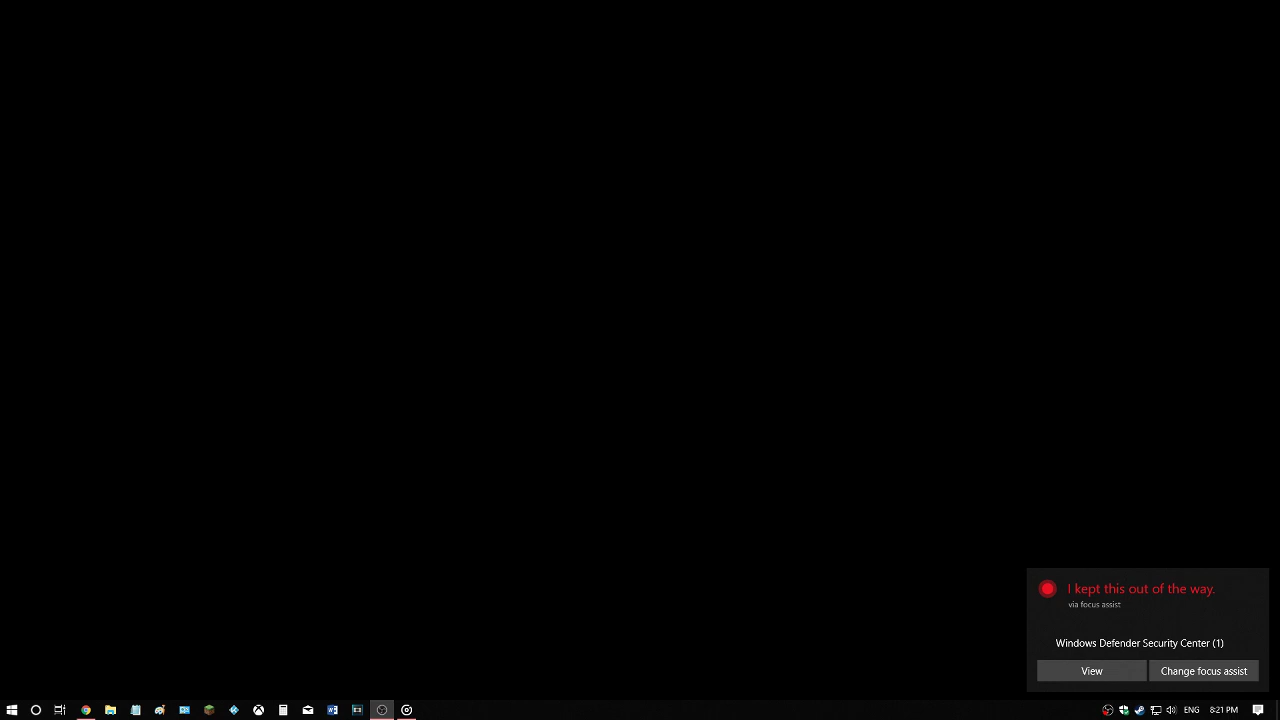 I kept this out of the way.
via focus assist
Windows Defender Security Center (1)
View
Change focus assist
ENG
8:21 PM